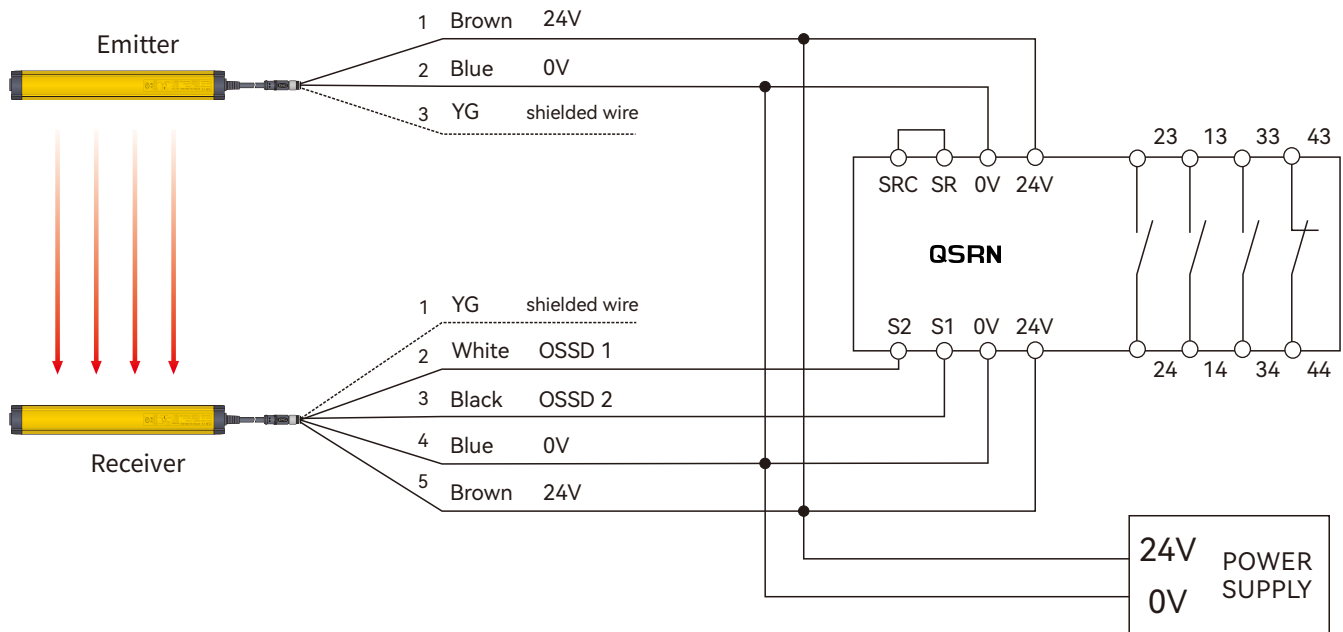 Emitter
1 Brown 24V
2 Blue 0V
3 YG shielded wire
23 13 33 43
SRC SR 0V 24V
QSRN
S2 S1 0V 24V
24 14 34 44
1 YG shielded wire
2 White OSSD 1
3 Black OSSD 2
4 Blue 0V
5 Brown 24V
Receiver
24V
0V
POWER
SUPPLY